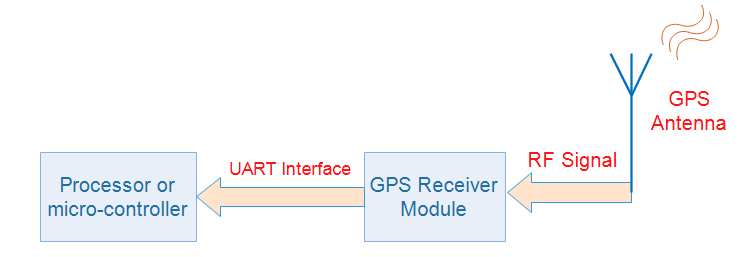 GPS
Antenna
RF Signal
UART Interface
Processor or
micro-controller
GPS Receiver
Module